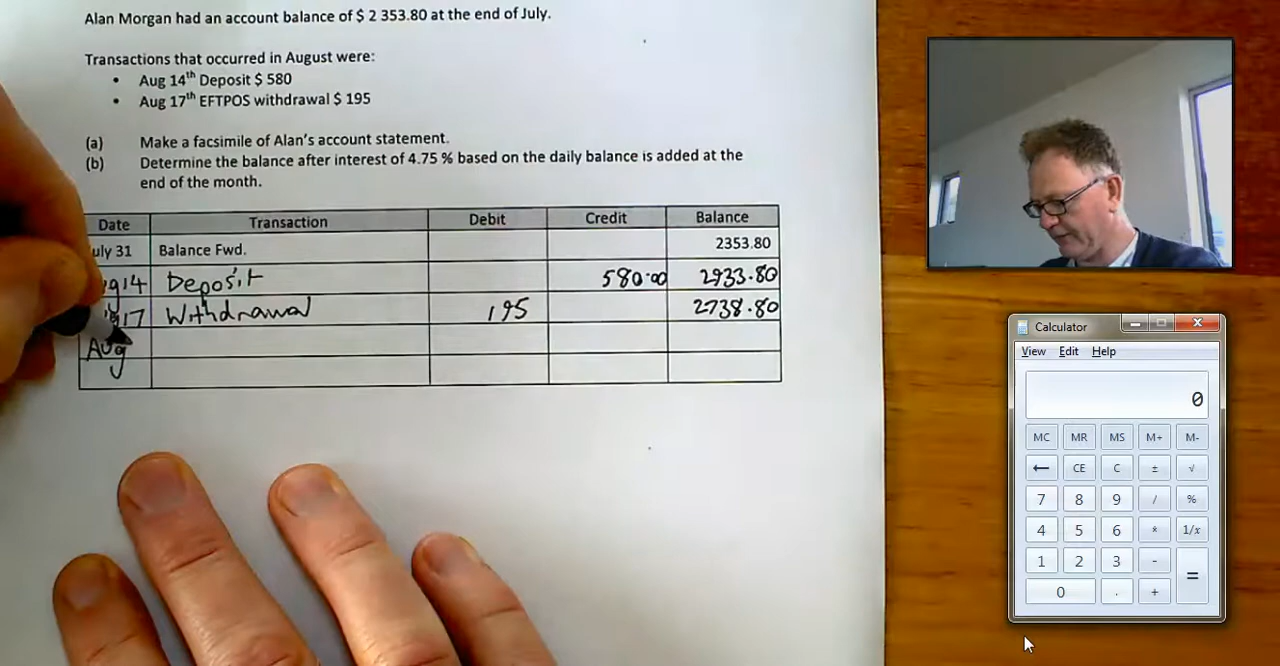 Alan Morgan had an account balance of $ 2 353.80 at the end of July.
Transactions that occurred in August were:
• Aug 14th Deposit $ 580
• Aug 17th EFTPOS withdrawal $ 195
(a) Make a facsimile of Alan's account statement.
(b) Determine the balance after interest of 4.75 % based on the daily balance is added at the
end of the month.
Date Transaction Debit Credit Balance
uly 31 Balance Fwd. 2353.80
g14 Deposit 580.00 2933.80
g17 Withdrawal 195 2738.80
Aug
Calculator
View Edit Help
0
MC MR MS M+ M-
← CE C ± √
7 8 9 / %
4 5 6 * 1/x
1 2 3 - =
0 . +